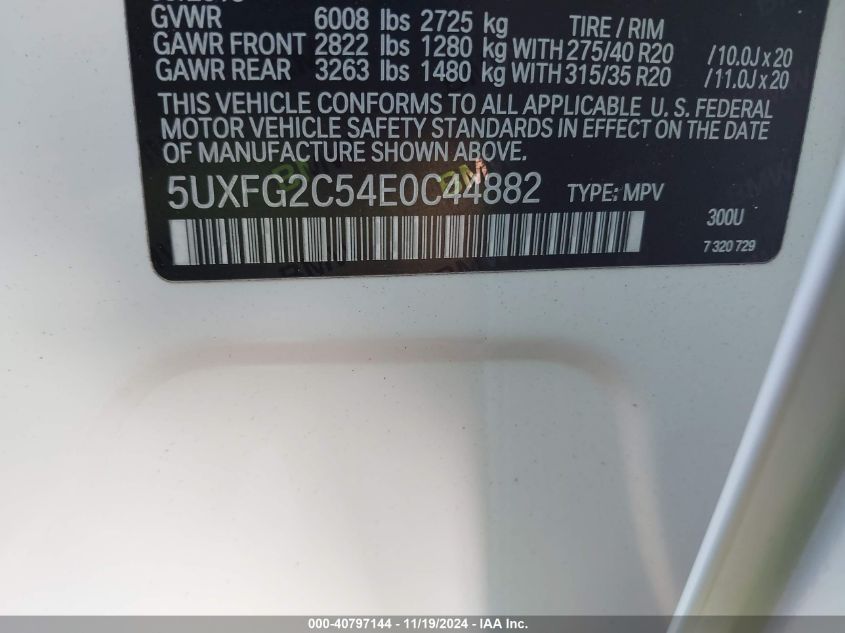 GVWR 6008 lbs 2725 kg TIRE / RIM
GAWR FRONT 2822 lbs 1280 kg WITH 275/40 R20 /10.0J x 20
GAWR REAR 3263 lbs 1480 kg WITH 315/35 R20 /11.0J x 20
THIS VEHICLE CONFORMS TO ALL APPLICABLE U. S. FEDERAL
MOTOR VEHICLE SAFETY STANDARDS IN EFFECT ON THE DATE
OF MANUFACTURE SHOWN ABOVE.
5UXFG2C54E0C44882 TYPE: MPV
300U
7 320 729
000-40797144 - 11/19/2024 - IAA Inc.